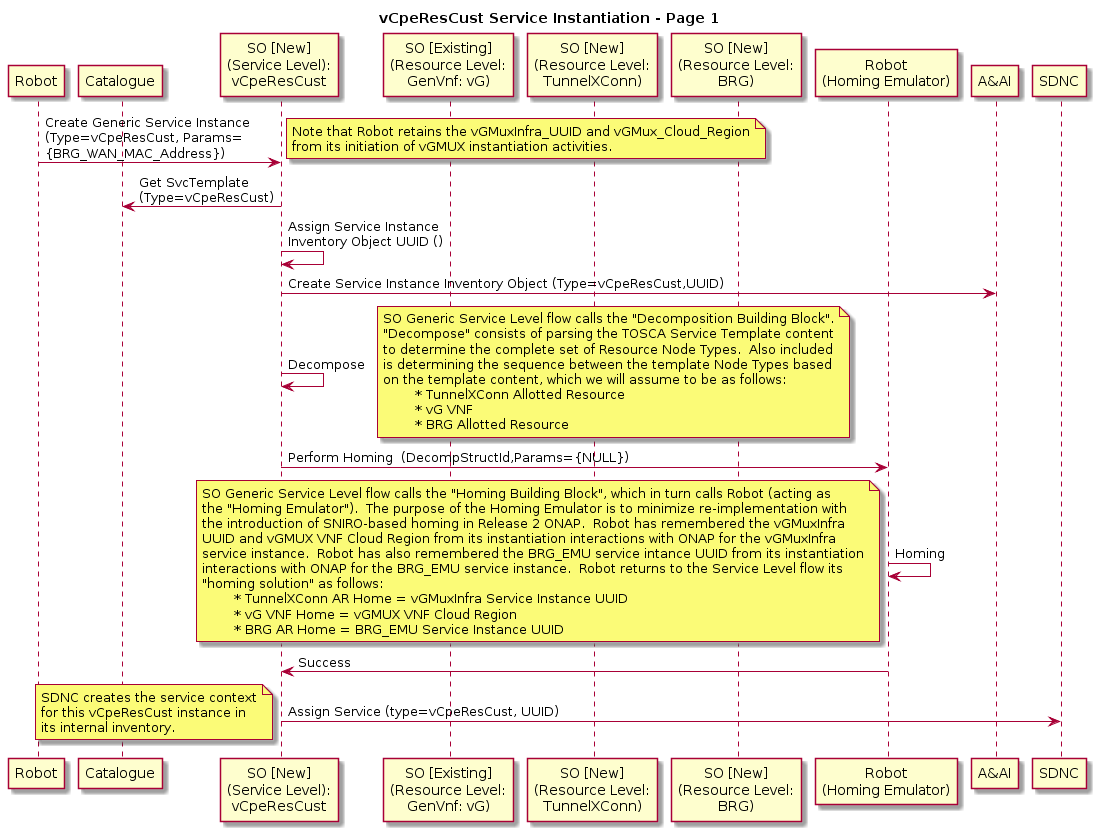 vCpeResCust Service Instantiation - Page 1
Robot
Catalogue
SO [New]
(Service Level):
vCpeResCust
SO [Existing]
(Resource Level:
GenVnf: vG)
SO [New]
(Resource Level:
TunnelXConn)
SO [New]
(Resource Level:
BRG)
Robot
(Homing Emulator)
A&AI
SDNC
Create Generic Service Instance
(Type=vCpeResCust, Params=
{BRG_WAN_MAC_Address})
Note that Robot retains the vGMuxInfra_UUID and vGMux_Cloud_Region
from its initiation of vGMUX instantiation activities.
Get SvcTemplate
(Type=vCpeResCust)
Assign Service Instance
Inventory Object UUID ()
Create Service Instance Inventory Object (Type=vCpeResCust,UUID)
Decompose
SO Generic Service Level flow calls the "Decomposition Building Block".
"Decompose" consists of parsing the TOSCA Service Template content
to determine the complete set of Resource Node Types.  Also included
is determining the sequence between the template Node Types based
on the template content, which we will assume to be as follows:
* TunnelXConn Allotted Resource
* vG VNF
* BRG Allotted Resource
Perform Homing  (DecompStructId,Params={NULL})
SO Generic Service Level flow calls the "Homing Building Block", which in turn calls Robot (acting as
the "Homing Emulator").  The purpose of the Homing Emulator is to minimize re-implementation with
the introduction of SNIRO-based homing in Release 2 ONAP.  Robot has remembered the vGMuxInfra
UUID and vGMUX VNF Cloud Region from its instantiation interactions with ONAP for the vGMuxInfra
service instance.  Robot has also remembered the BRG_EMU service intance UUID from its instantiation
interactions with ONAP for the BRG_EMU service instance.  Robot returns to the Service Level flow its
"homing solution" as follows:
* TunnelXConn AR Home = vGMuxInfra Service Instance UUID
* vG VNF Home = vGMUX VNF Cloud Region
* BRG AR Home = BRG_EMU Service Instance UUID
Homing
Success
SDNC creates the service context
for this vCpeResCust instance in
its internal inventory.
Assign Service (type=vCpeResCust, UUID)
Robot
Catalogue
SO [New]
(Service Level):
vCpeResCust
SO [Existing]
(Resource Level:
GenVnf: vG)
SO [New]
(Resource Level:
TunnelXConn)
SO [New]
(Resource Level:
BRG)
Robot
(Homing Emulator)
A&AI
SDNC